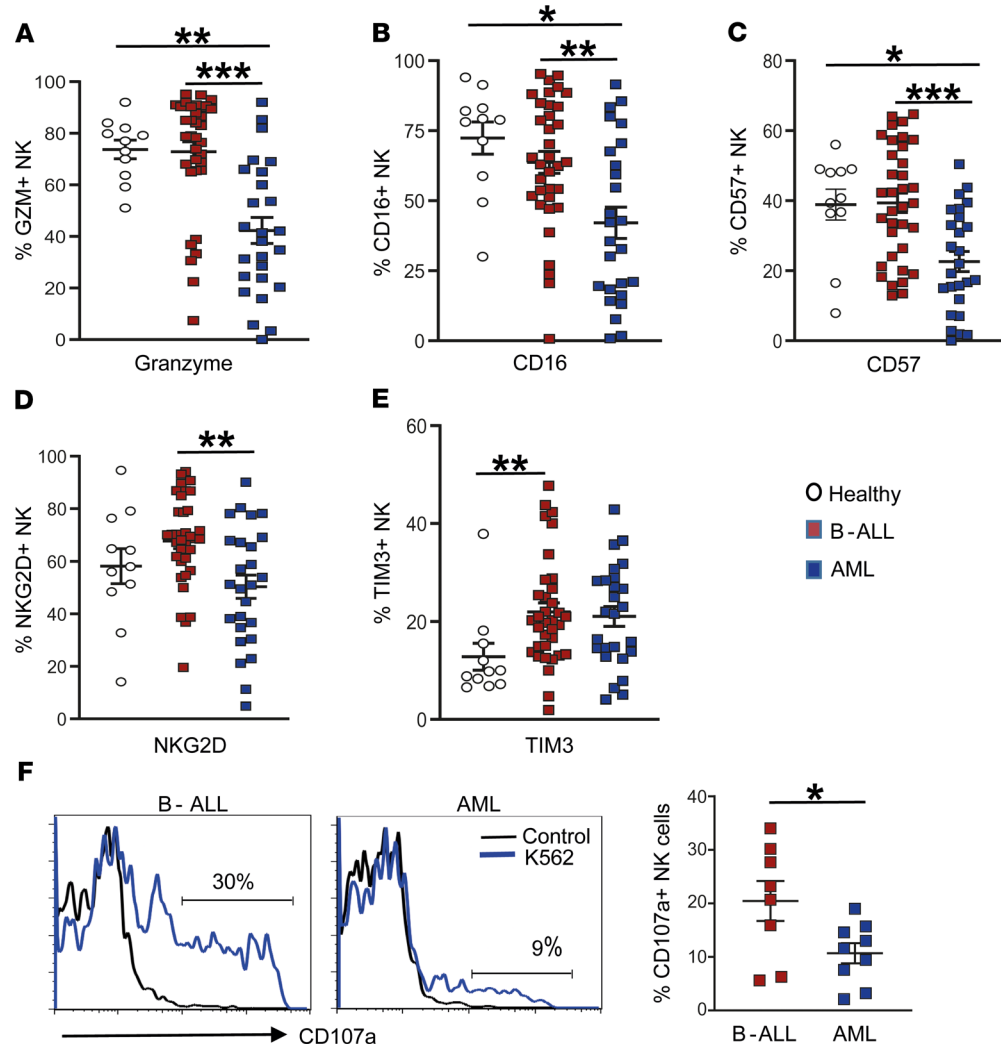 A
**
***
% GZM+ NK
100
80
60
40
20
0
Granzyme
B
*
**
% CD16+ NK
100
75
50
25
0
CD16
C
*
***
% CD57+ NK
80
60
40
20
0
CD57
D
**
% NKG2D+ NK
100
80
60
40
20
0
NKG2D
E
**
% TIM3+ NK
60
40
20
0
TIM3
Healthy
B-ALL
AML
F
B- ALL
30%
AML
Control
K562
9%
CD107a
*
% CD107a+ NK cells
40
30
20
10
0
B-ALL
AML